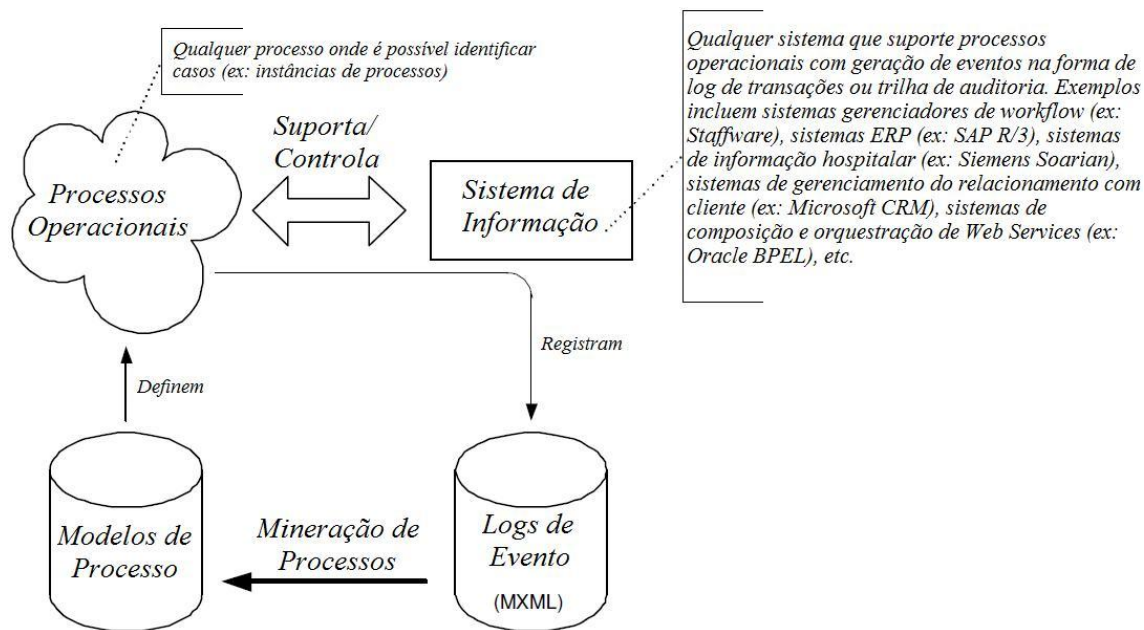 Qualquer processo onde é possível identificar
casos (ex: instâncias de processos)
Qualquer sistema que suporte processos
operacionais com geração de eventos na forma de
log de transações ou trilha de auditoria. Exemplos
incluem sistemas gerenciadores de workflow (ex:
Staffware), sistemas ERP (ex: SAP R/3), sistemas
de informação hospitalar (ex: Siemens Soarian),
sistemas de gerenciamento do relacionamento com
cliente (ex: Microsoft CRM), sistemas de
composição e orquestração de Web Services (ex:
Oracle BPEL), etc.
Suporta/
Controla
Processos
Operacionais
Sistema de
Informação
Registram
Definem
Modelos de
Processo
Mineração de
Processos
Logs de
Evento
(MXML)